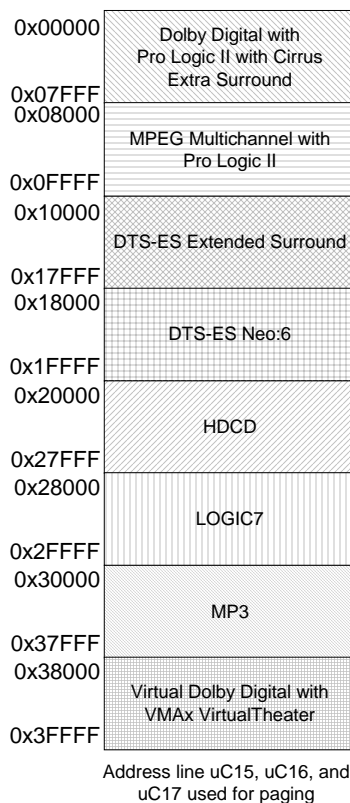 0x00000
Dolby Digital with
Pro Logic II with Cirrus
Extra Surround
0x07FFF
0x08000
MPEG Multichannel with
Pro Logic II
0x0FFFF
0x10000
DTS-ES Extended Surround
0x17FFF
0x18000
DTS-ES Neo:6
0x1FFFF
0x20000
HDCD
0x27FFF
0x28000
LOGIC7
0x2FFFF
0x30000
MP3
0x37FFF
0x38000
Virtual Dolby Digital with
VMAx VirtualTheater
0x3FFFF
Address line uC15, uC16, and
uC17 used for paging